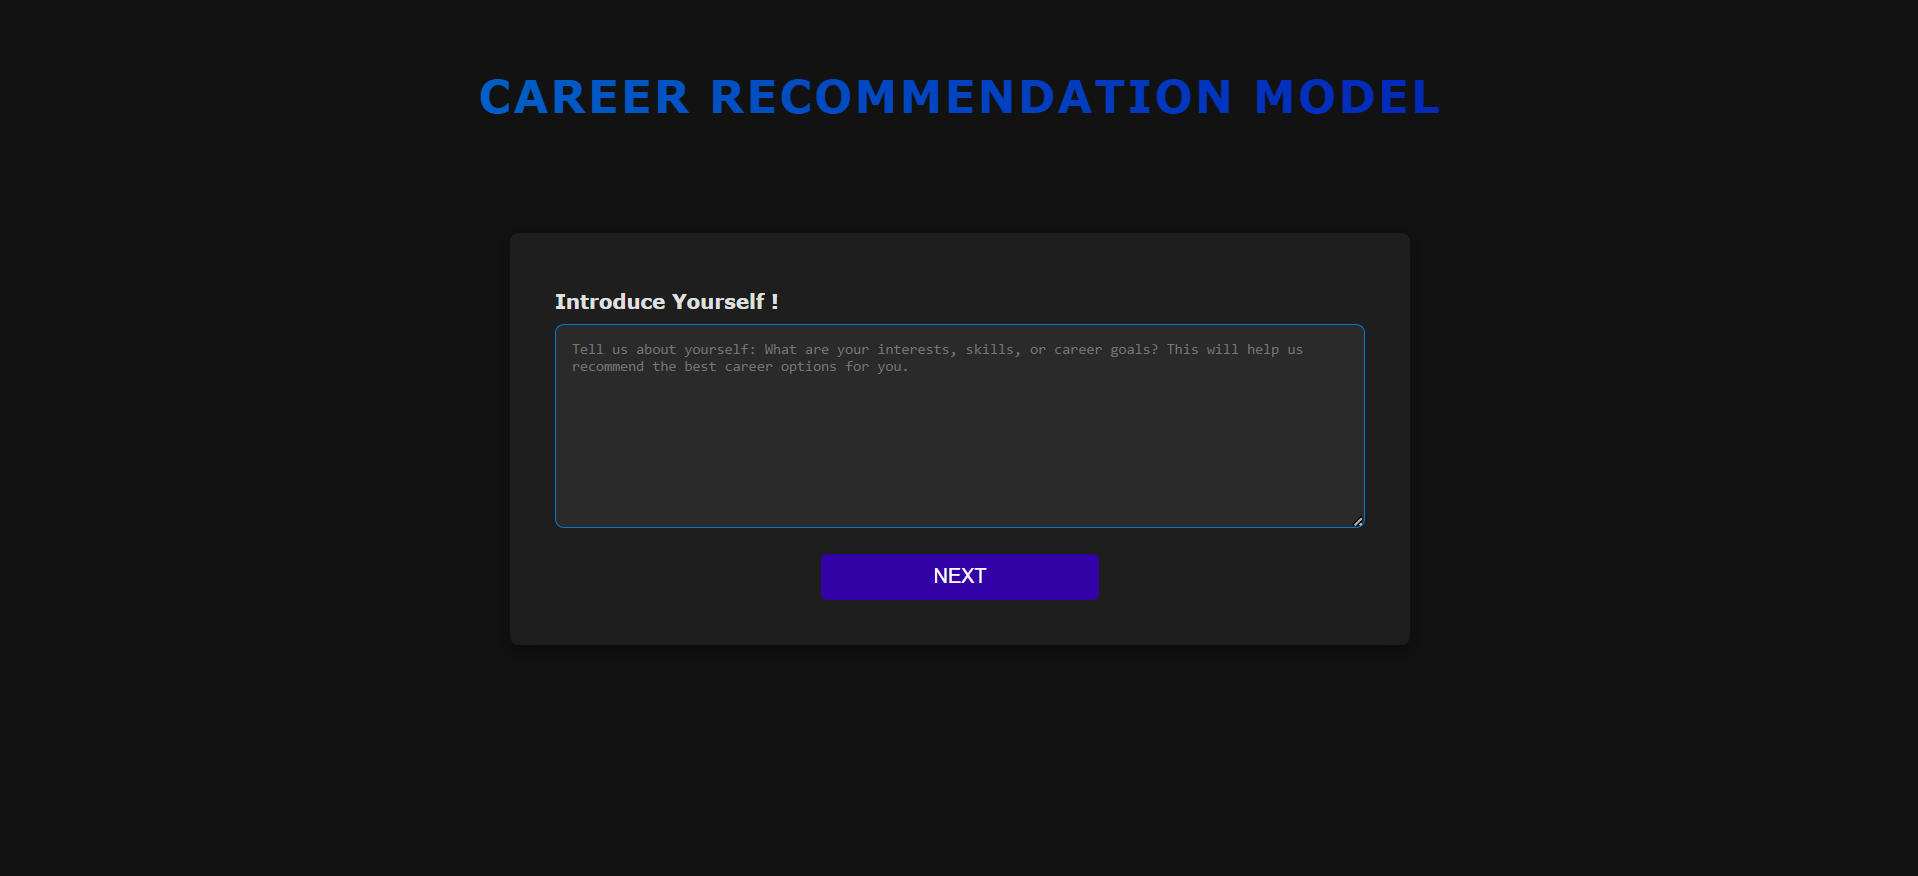 CAREER RECOMMENDATION MODEL
Introduce Yourself !
Tell us about yourself: What are your interests, skills, or career goals? This will help us
recommend the best career options for you.
NEXT